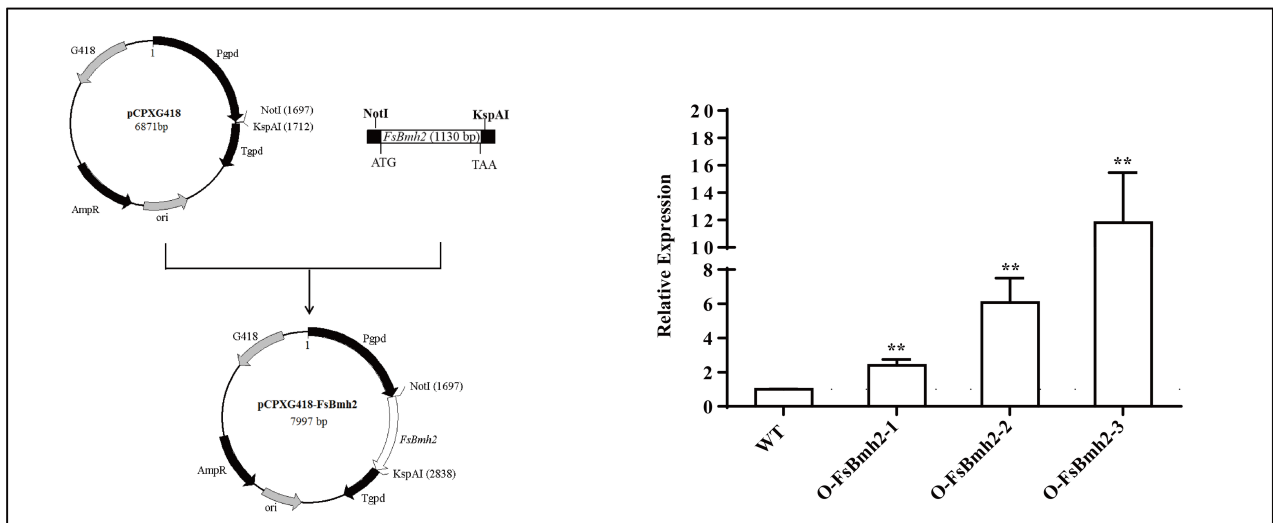 G418
1
Pgpd
pCPXG418
6871bp
NotI (1697)
KspAI (1712)
Tgpd
AmpR
ori
NotI
KspAI
FsBmh2 (1130 bp)
ATG
TAA
G418
1
Pgpd
NotI (1697)
pCPXG418-FsBmh2
7997 bp
FsBmh2
KspAI (2838)
AmpR
Tgpd
ori
Relative Expression
20
18
16
14
12
10
8
6
4
2
0
**
**
**
WT
O-FsBmh2-1
O-FsBmh2-2
O-FsBmh2-3